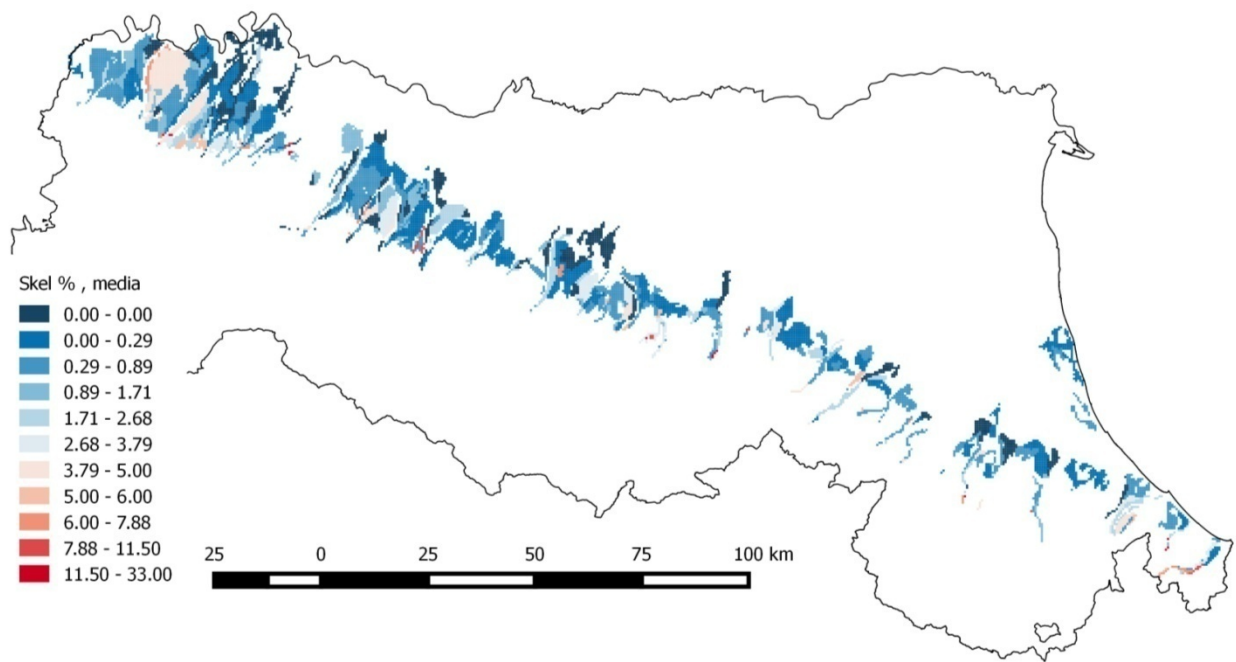 Skel % , media
0.00 - 0.00
0.00 - 0.29
0.29 - 0.89
0.89 - 1.71
1.71 - 2.68
2.68 - 3.79
3.79 - 5.00
5.00 - 6.00
6.00 - 7.88
7.88 - 11.50
11.50 - 33.00
25 0 25 50 75 100 km